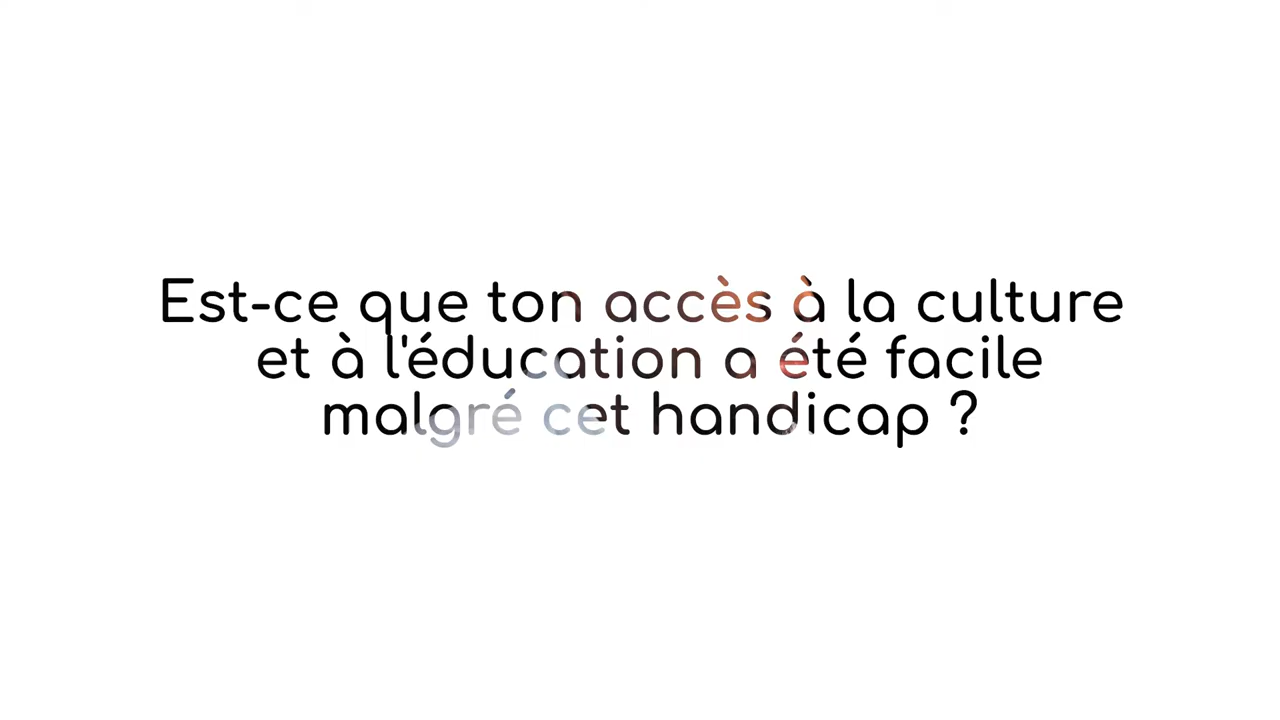 Est-ce que ton accès à la culture
et à l'éducation a été facile
malgré cet handicap ?